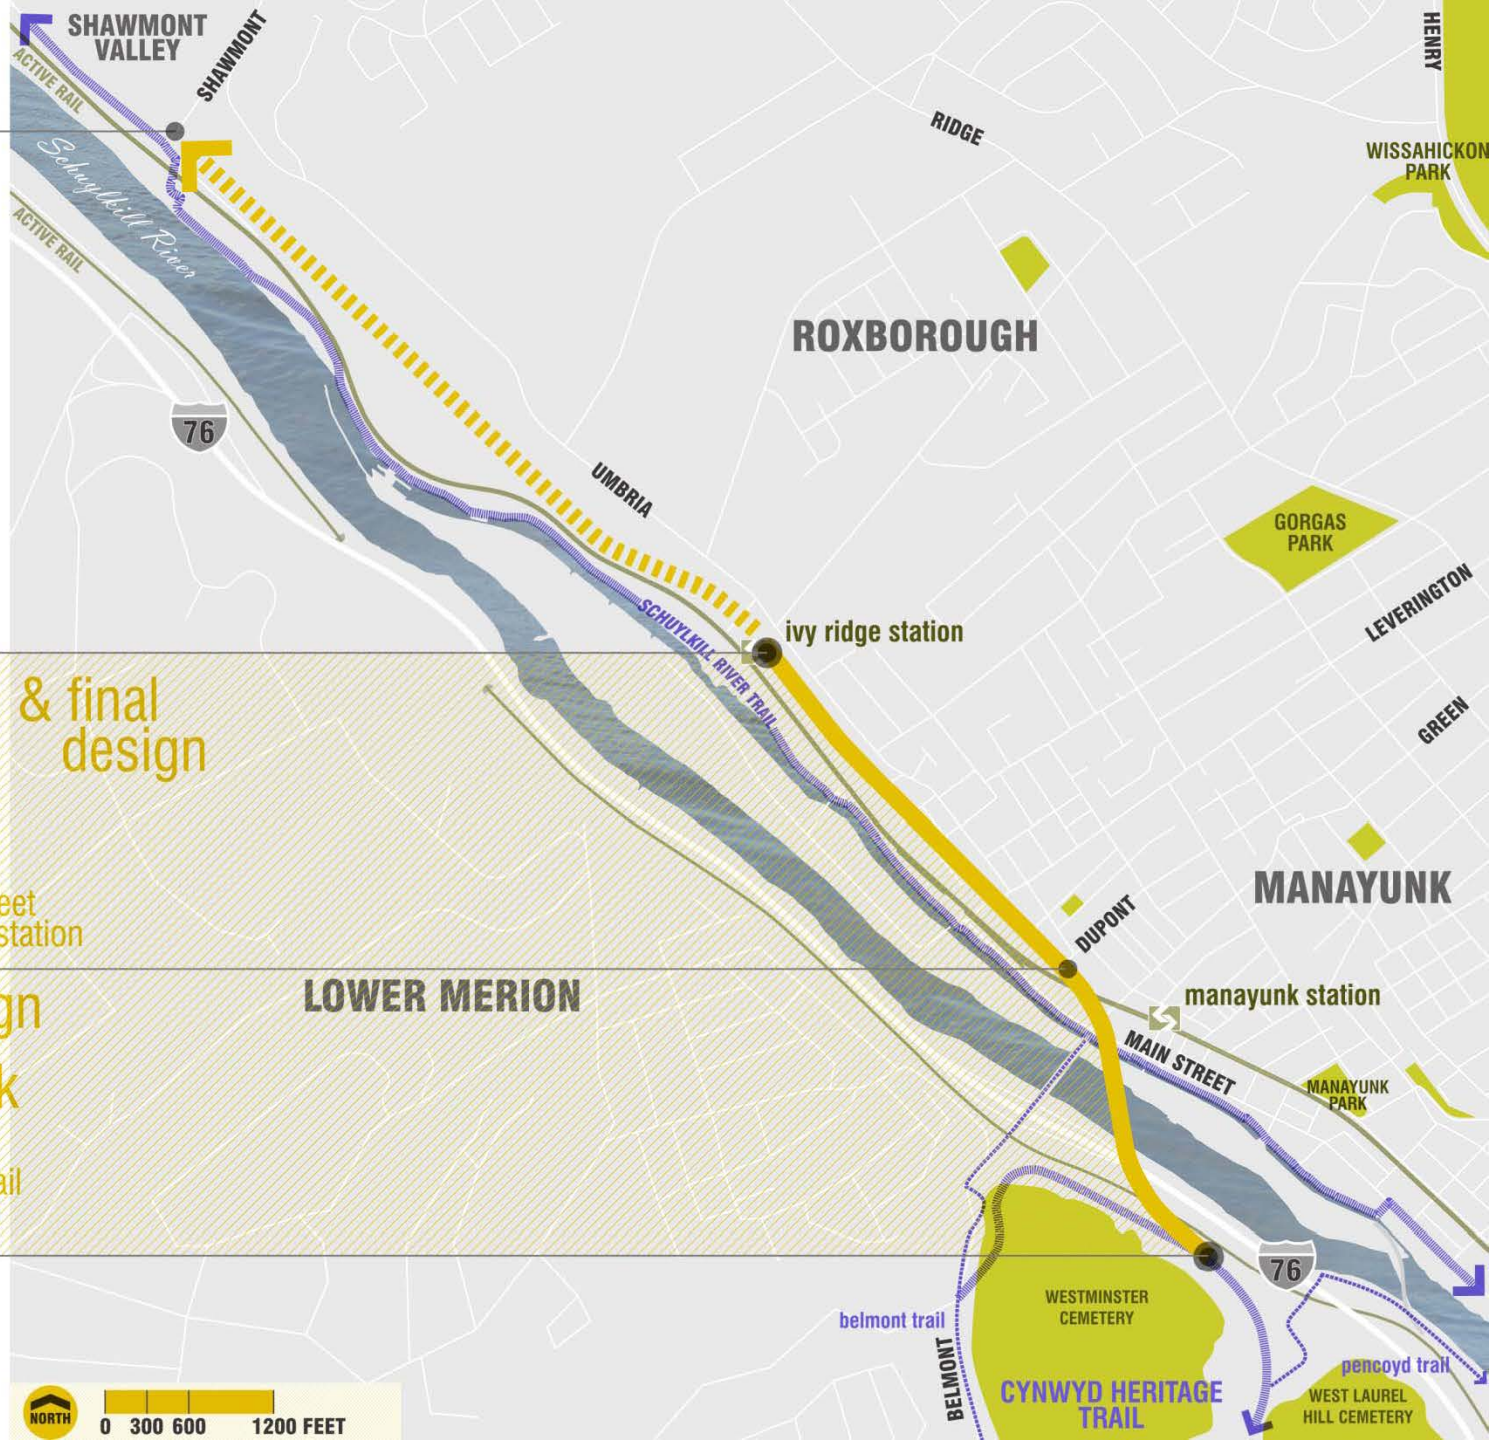 SHAWMONT
VALLEY
SHAWMONT
HENRY
ACTIVE RAIL
RIDGE
WISSAHICKON
PARK
Schuylkill River
ACTIVE RAIL
ROXBOROUGH
76
UMBRIA
GORGAS
PARK
LEVERINGTON
ivy ridge station
SCHUYLKILL RIVER TRAIL
& final
design
GREEN
MANAYUNK
eet
station
DUPONT
LOWER MERION
manayunk station
gn
MAIN STREET
k
MANAYUNK
PARK
ail
76
WESTMINSTER
CEMETERY
belmont trail
BELMONT
pencoyd trail
CYNWYD HERITAGE
TRAIL
WEST LAUREL
HILL CEMETERY
NORTH
0 300 600 1200 FEET